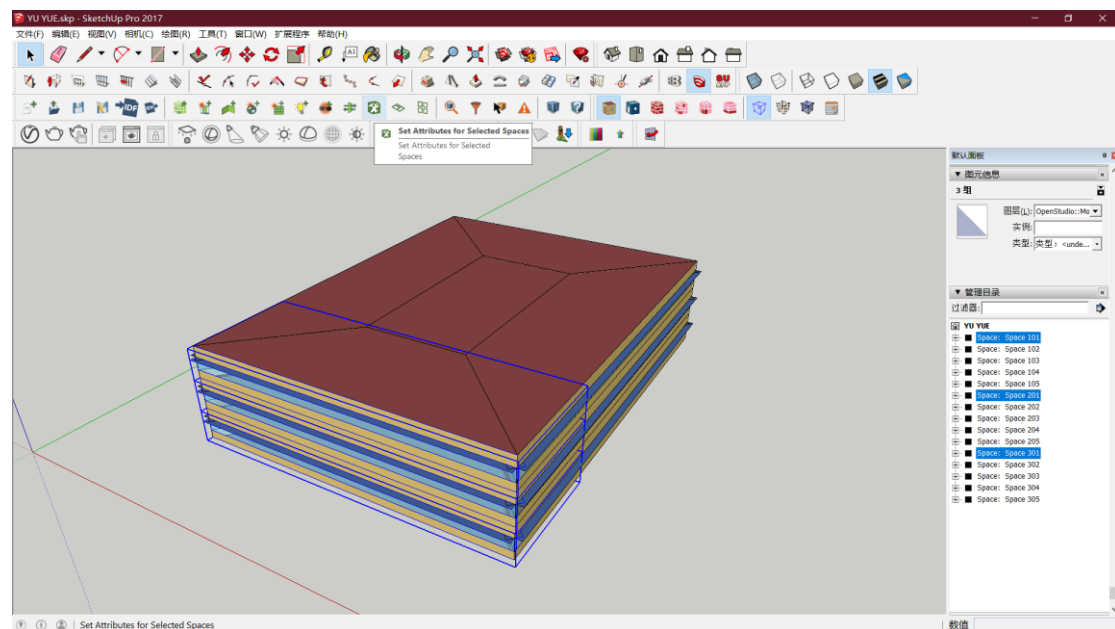 YU YUE.skp - SketchUp Pro 2017
文件(F) 编辑(E) 视图(V) 相机(C) 绘图(R) 工具(T) 窗口(W) 扩展程序 帮助(H)
Set Attributes for Selected Spaces
Set Attributes for Selected
Spaces
默认面板
▼ 图元信息
3 组
图层(L): OpenStudio::Mo
实例:
类型: 类型: <unde...
▼ 管理目录
过滤器:
YU YUE
Space: Space 101
Space: Space 102
Space: Space 103
Space: Space 104
Space: Space 105
Space: Space 201
Space: Space 202
Space: Space 203
Space: Space 204
Space: Space 205
Space: Space 301
Space: Space 302
Space: Space 303
Space: Space 304
Space: Space 305
Set Attributes for Selected Spaces
数值